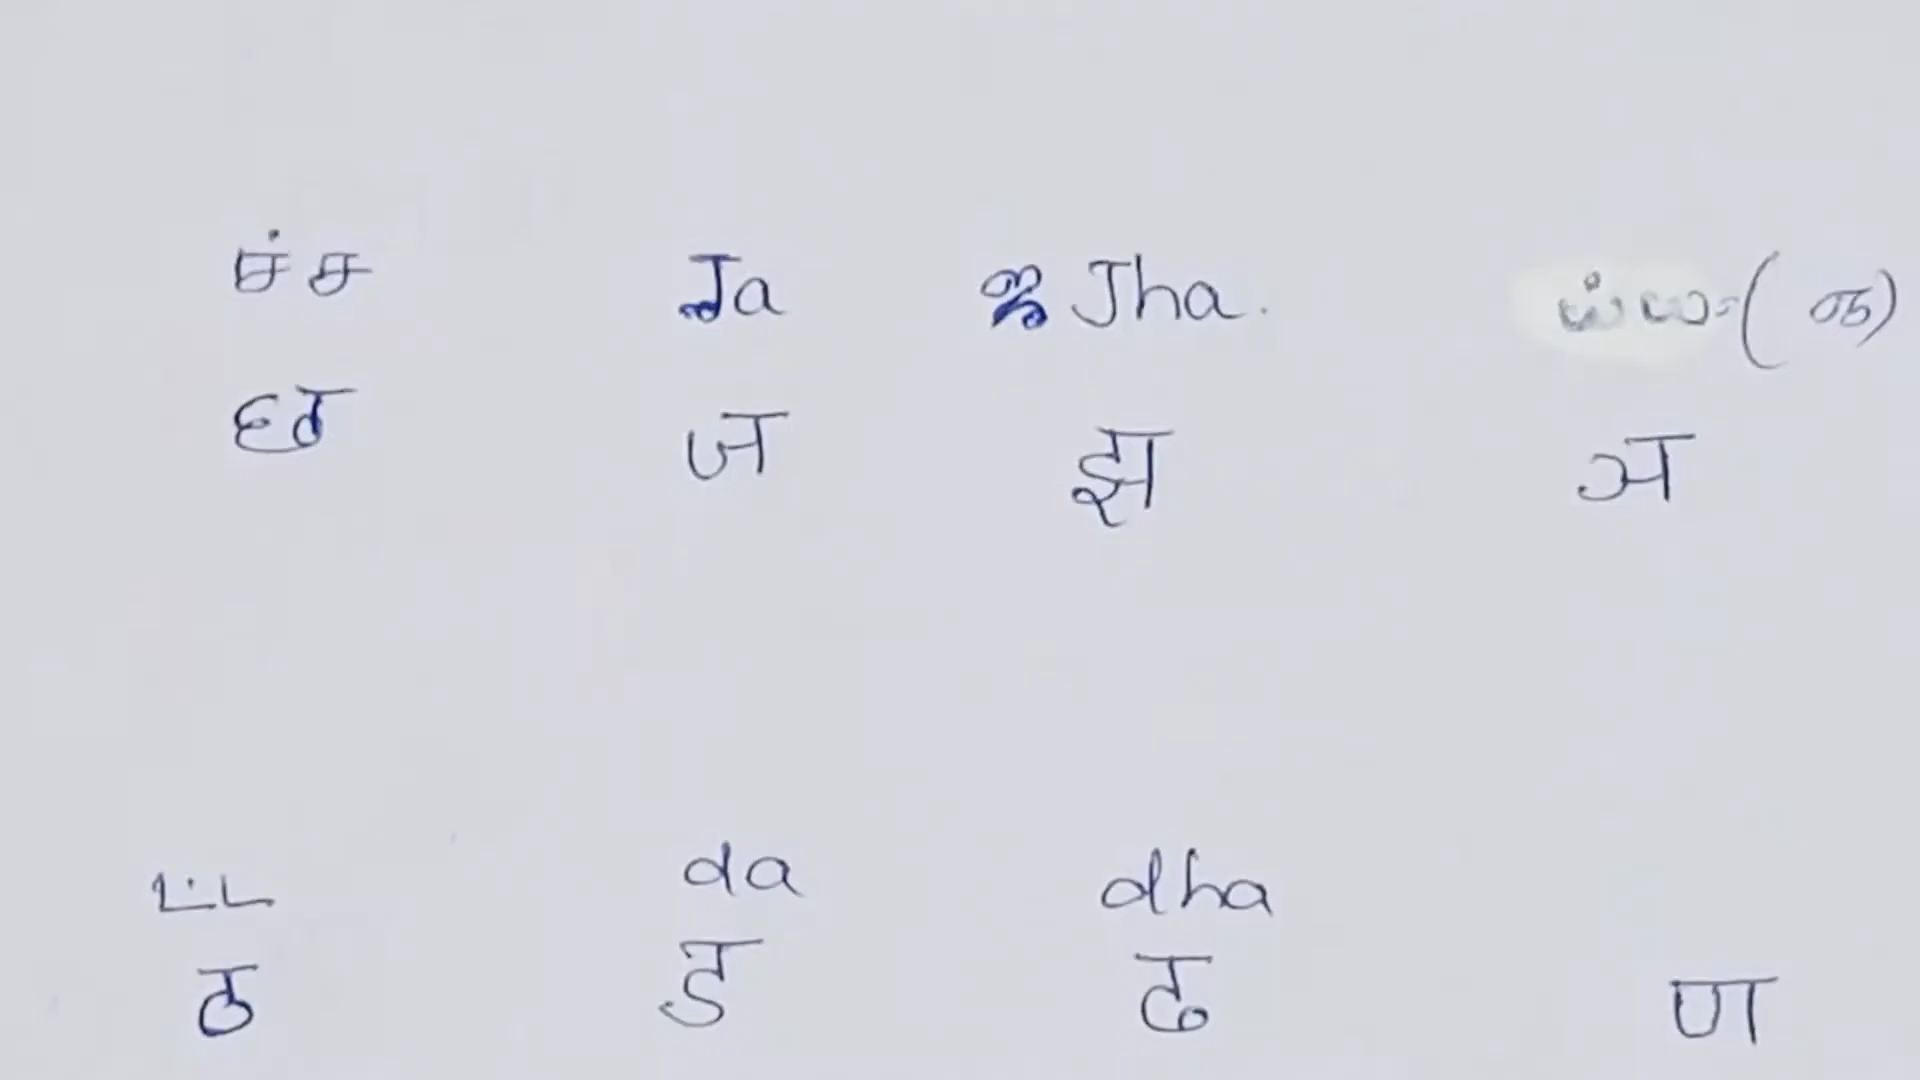 ச்ச Ja ஜ Jha. (ந)
छ ज झ ञ
ட்ட da dha
ठ ड ढ ण